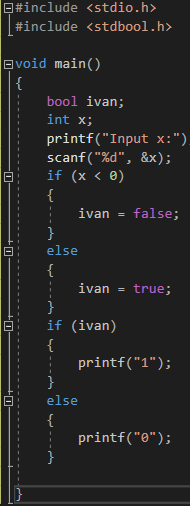 #include <stdio.h>
#include <stdbool.h>
void main()
{
bool ivan;
int x;
printf("Input x:")
scanf("%d", &x);
if (x < 0)
{
ivan = false;
}
else
{
ivan = true;
}
if (ivan)
{
printf("1");
}
else
{
printf("0");
}
}